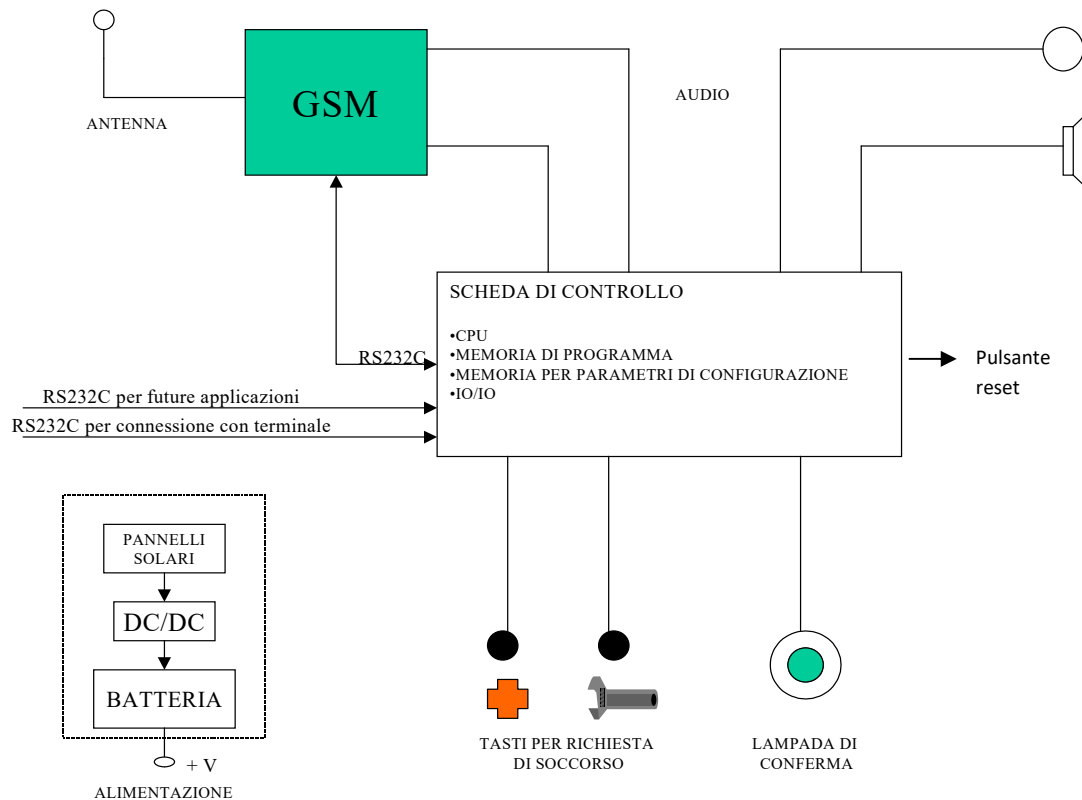 GSM
ANTENNA
AUDIO
SCHEDA DI CONTROLLO
•CPU
•MEMORIA DI PROGRAMMA
•MEMORIA PER PARAMETRI DI CONFIGURAZIONE
•IO/IO
RS232C
Pulsante
reset
RS232C per future applicazioni
RS232C per connessione con terminale
PANNELLI
SOLARI
DC/DC
BATTERIA
+ V
ALIMENTAZIONE
TASTI PER RICHIESTA
DI SOCCORSO
LAMPADA DI
CONFERMA